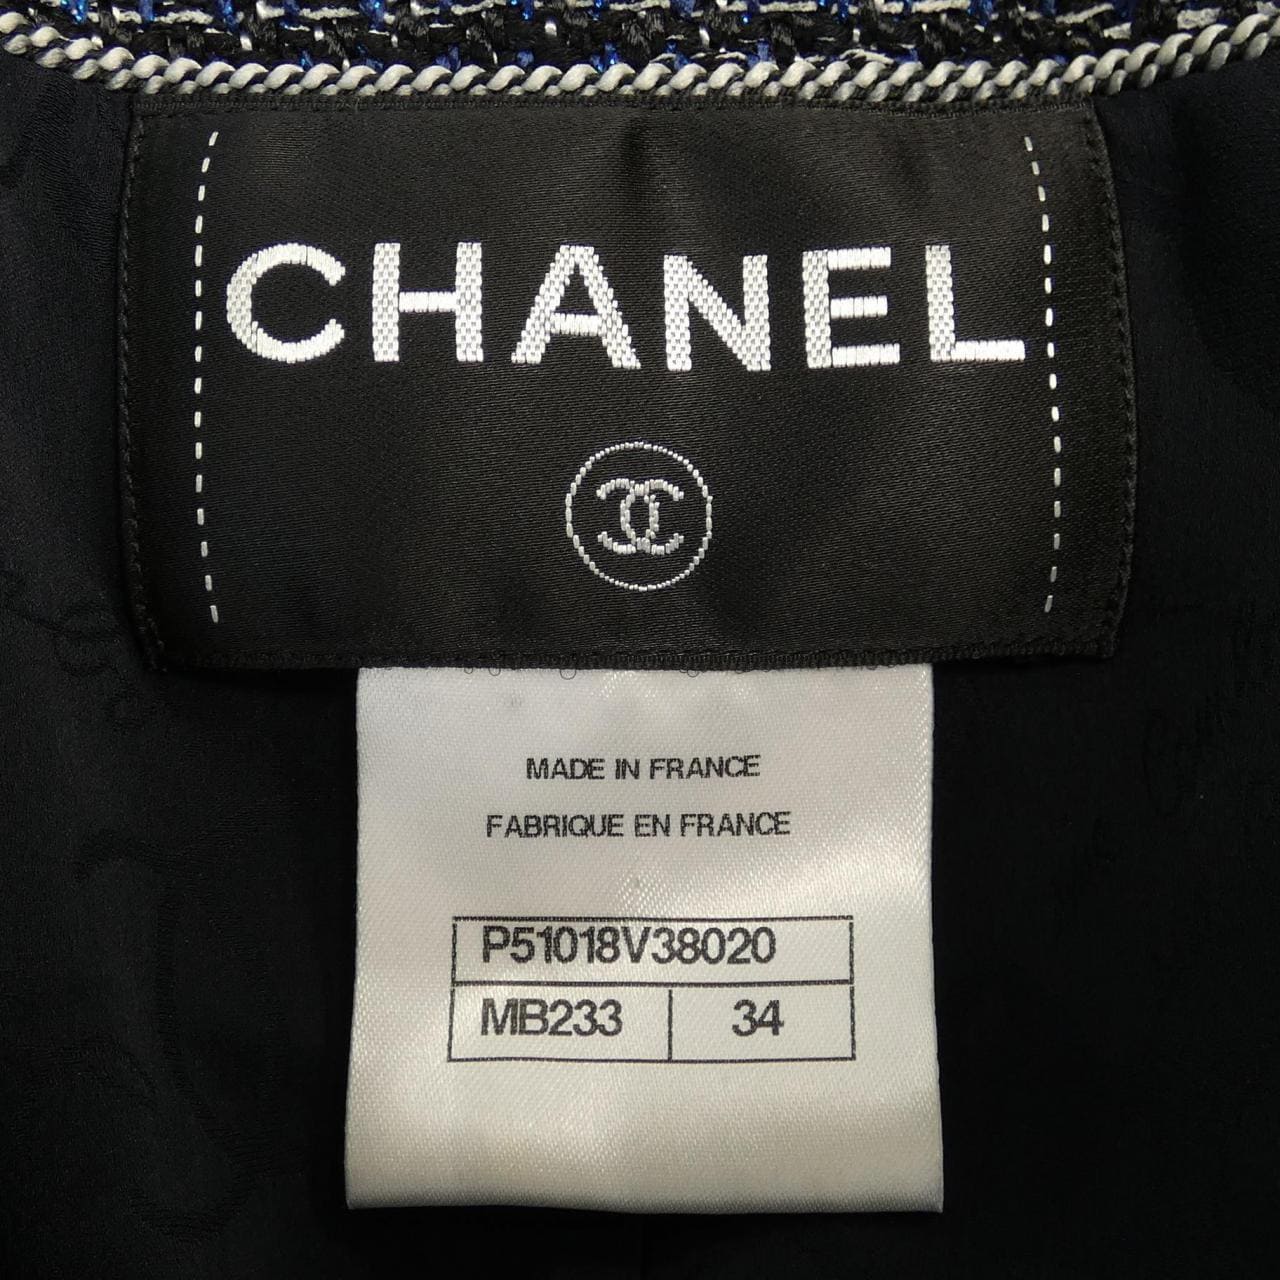 CHANEL
MADE IN FRANCE
FABRIQUE EN FRANCE
P51018V38020
MB233 34